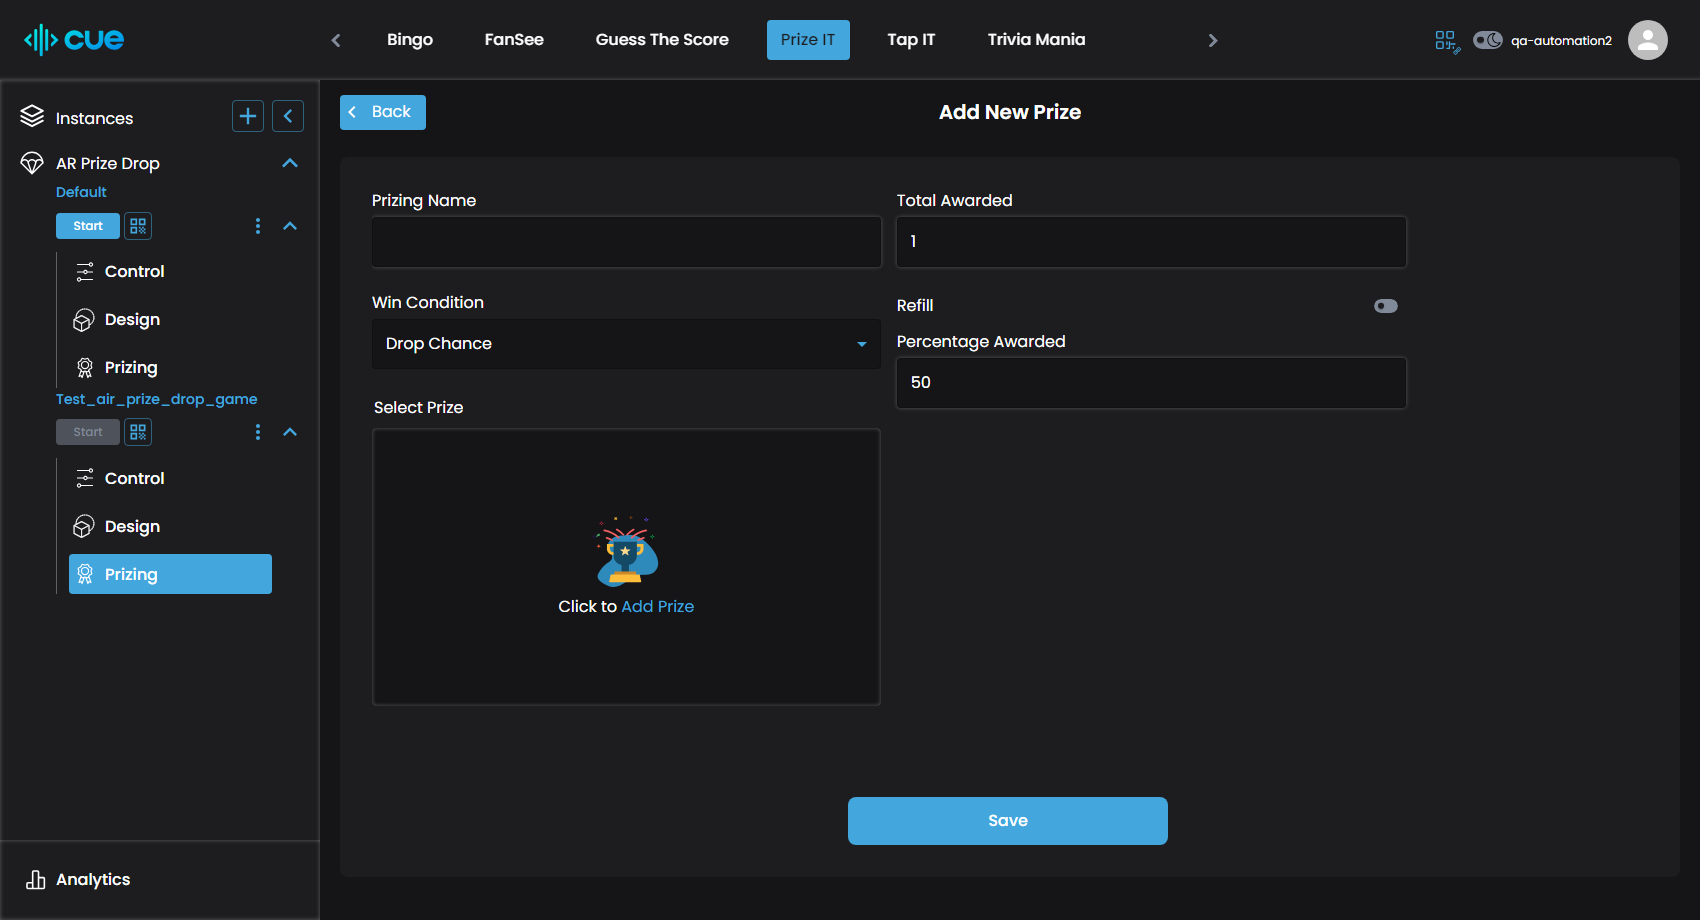 cue
Bingo
FanSee
Guess The Score
Prize IT
Tap IT
Trivia Mania
qa-automation2
Instances
AR Prize Drop
Default
Start
Control
Design
Prizing
Test_air_prize_drop_game
Start
Control
Design
Prizing
Analytics
Back
Add New Prize
Prizing Name
Total Awarded
1
Win Condition
Drop Chance
Refill
Percentage Awarded
50
Select Prize
Click to Add Prize
Save